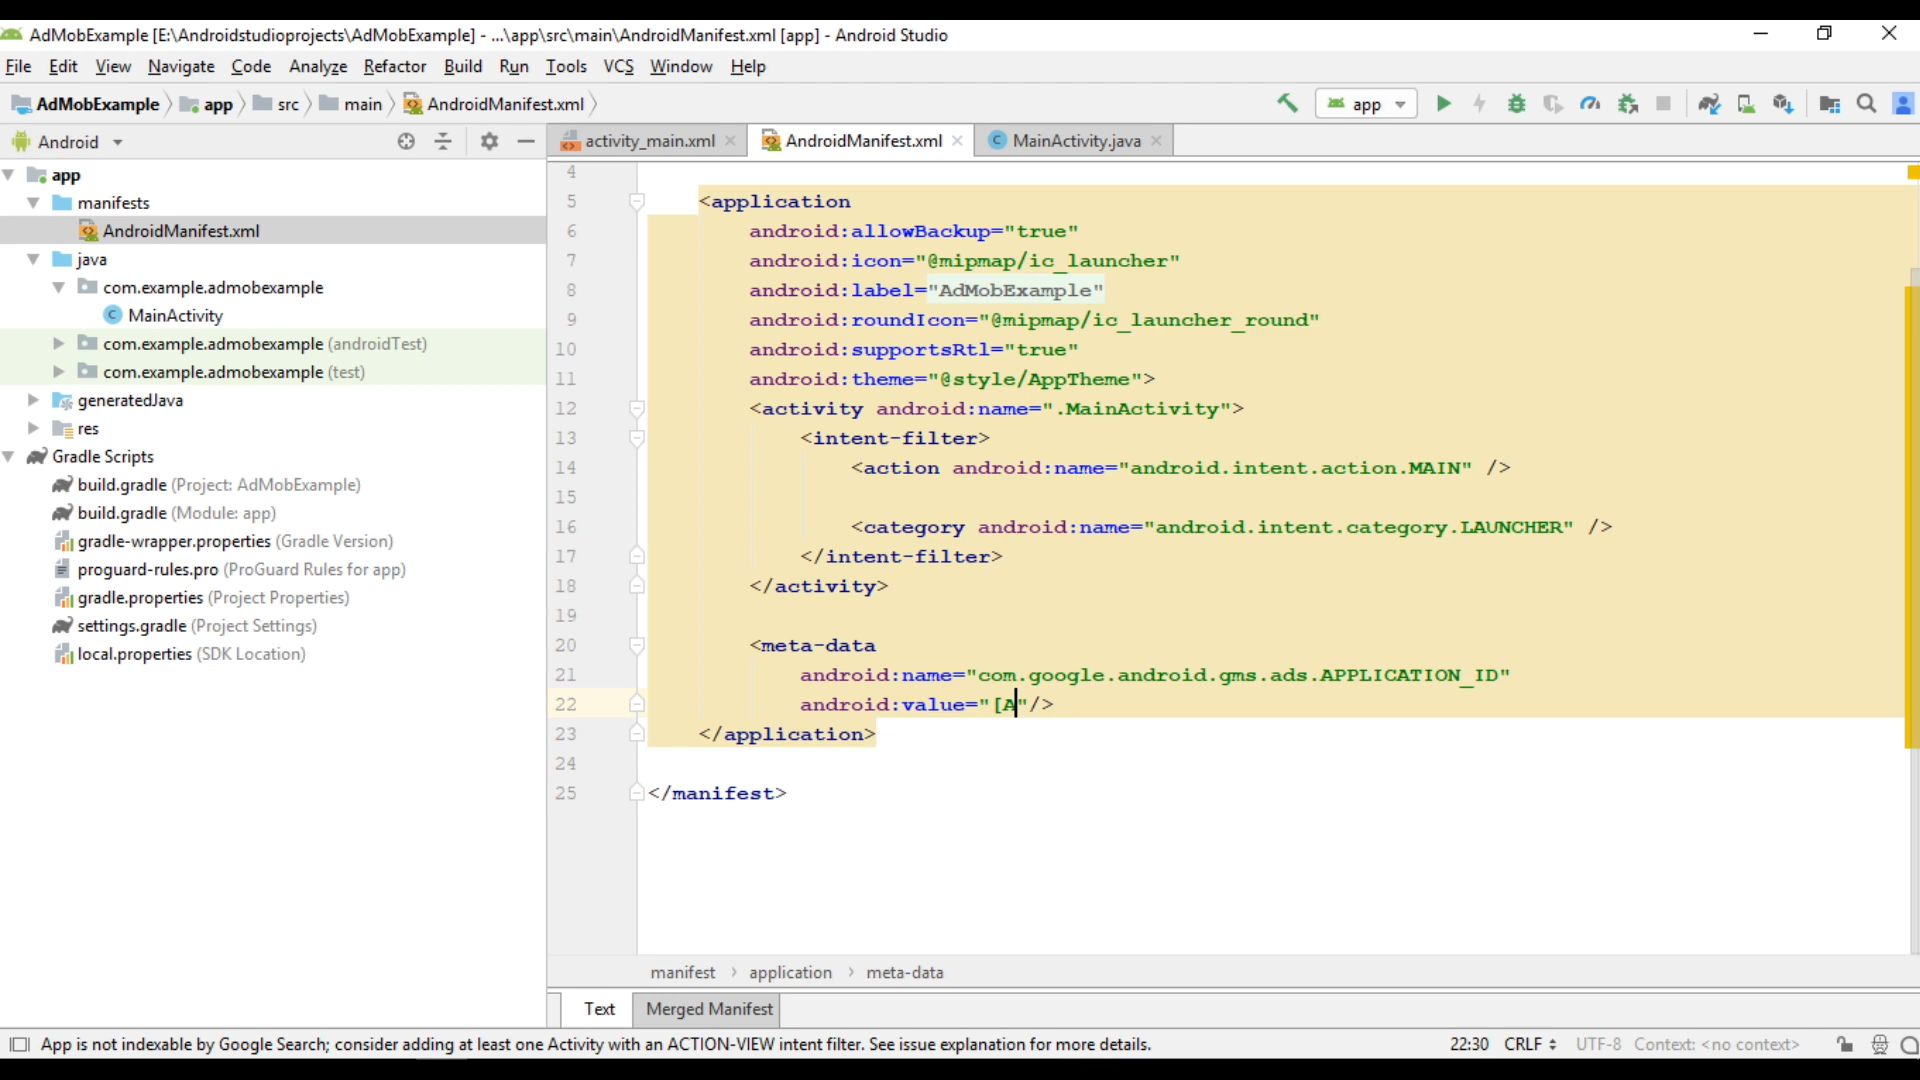 AdMobExample [E:\Androidstudioprojects\AdMobExample] - ...\app\src\main\AndroidManifest.xml [app] - Android Studio
File Edit View Navigate Code Analyze Refactor Build Run Tools VCS Window Help
AdMobExample app src main AndroidManifest.xml app
Android
activity_main.xml AndroidManifest.xml MainActivity.java
app
manifests
AndroidManifest.xml
java
com.example.admobexample
MainActivity
com.example.admobexample (androidTest)
com.example.admobexample (test)
generatedJava
res
Gradle Scripts
build.gradle (Project: AdMobExample)
build.gradle (Module: app)
gradle-wrapper.properties (Gradle Version)
proguard-rules.pro (ProGuard Rules for app)
gradle.properties (Project Properties)
settings.gradle (Project Settings)
local.properties (SDK Location)
4
5 <application
6 android:allowBackup="true"
7 android:icon="@mipmap/ic_launcher"
8 android:label="AdMobExample"
9 android:roundIcon="@mipmap/ic_launcher_round"
10 android:supportsRtl="true"
11 android:theme="@style/AppTheme">
12 <activity android:name=".MainActivity">
13 <intent-filter>
14 <action android:name="android.intent.action.MAIN" />
15
16 <category android:name="android.intent.category.LAUNCHER" />
17 </intent-filter>
18 </activity>
19
20 <meta-data
21 android:name="com.google.android.gms.ads.APPLICATION_ID"
22 android:value="[A"/>
23 </application>
24
25 </manifest>
manifest › application › meta-data
Text Merged Manifest
App is not indexable by Google Search; consider adding at least one Activity with an ACTION-VIEW intent filter. See issue explanation for more details. 22:30 CRLF UTF-8 Context: <no context>